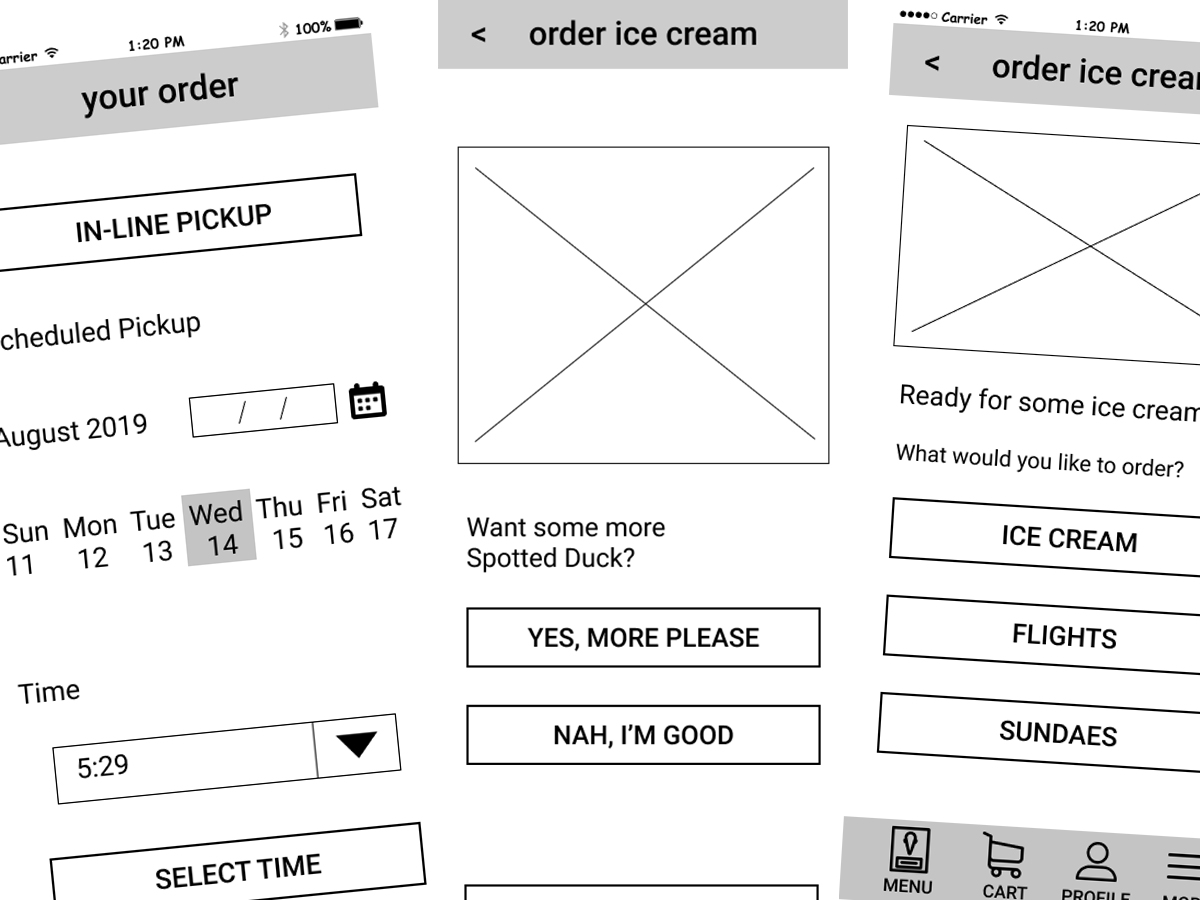 arrier
1:20 PM
100%
your order
IN-LINE PICKUP
cheduled Pickup
August 2019
/ /
Sun Mon Tue Wed Thu Fri Sat
11 12 13 14 15 16 17
Time
5:29
SELECT TIME
< order ice cream
Want some more
Spotted Duck?
YES, MORE PLEASE
NAH, I’M GOOD
Carrier
1:20 PM
< order ice crea
Ready for some ice cream
What would you like to order?
ICE CREAM
FLIGHTS
SUNDAES
MENU
CART
PROFILE